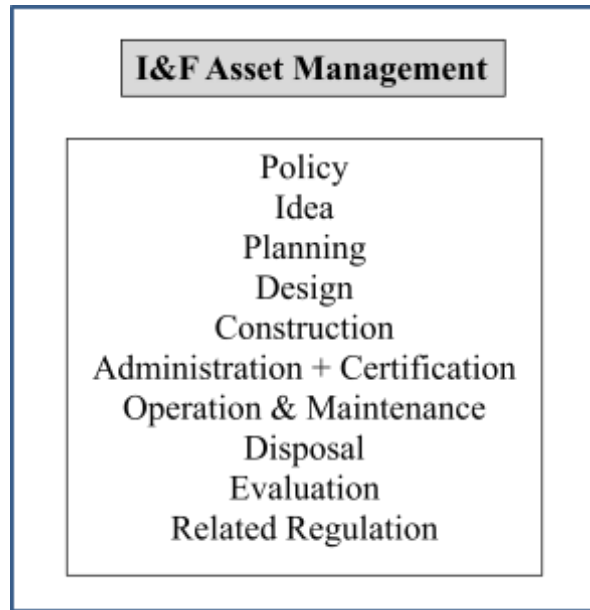 I&F Asset Management
Policy
Idea
Planning
Design
Construction
Administration + Certification
Operation & Maintenance
Disposal
Evaluation
Related Regulation